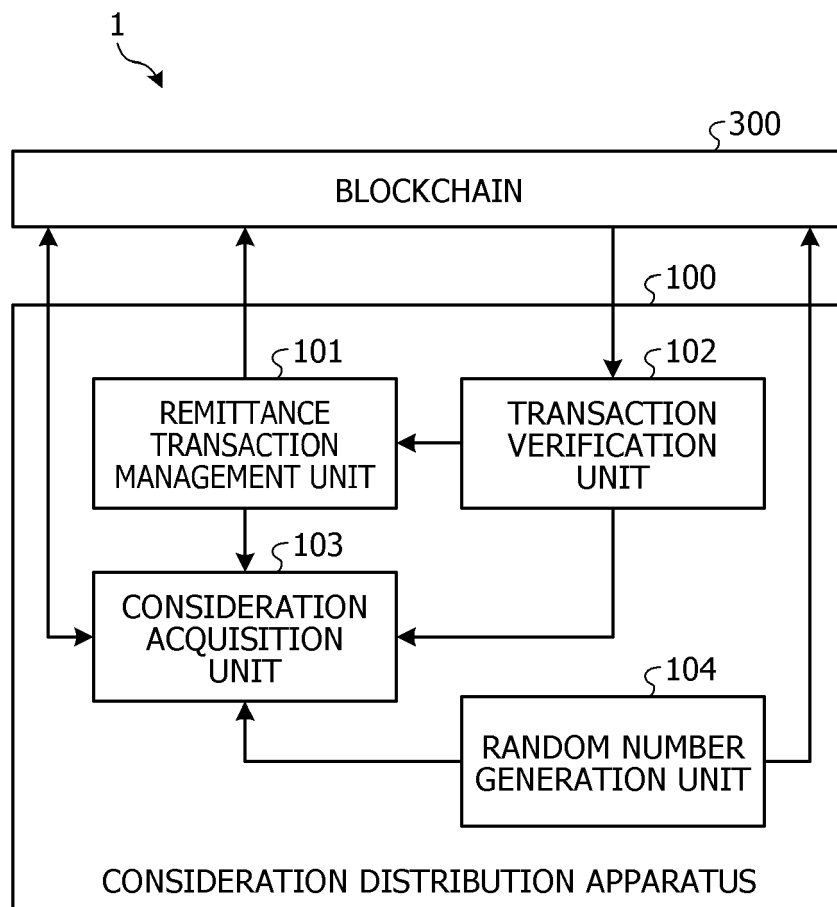 1
300
BLOCKCHAIN
100
101
102
REMITTANCE
TRANSACTION
MANAGEMENT UNIT
TRANSACTION
VERIFICATION
UNIT
103
CONSIDERATION
ACQUISITION
UNIT
104
RANDOM NUMBER
GENERATION UNIT
CONSIDERATION DISTRIBUTION APPARATUS